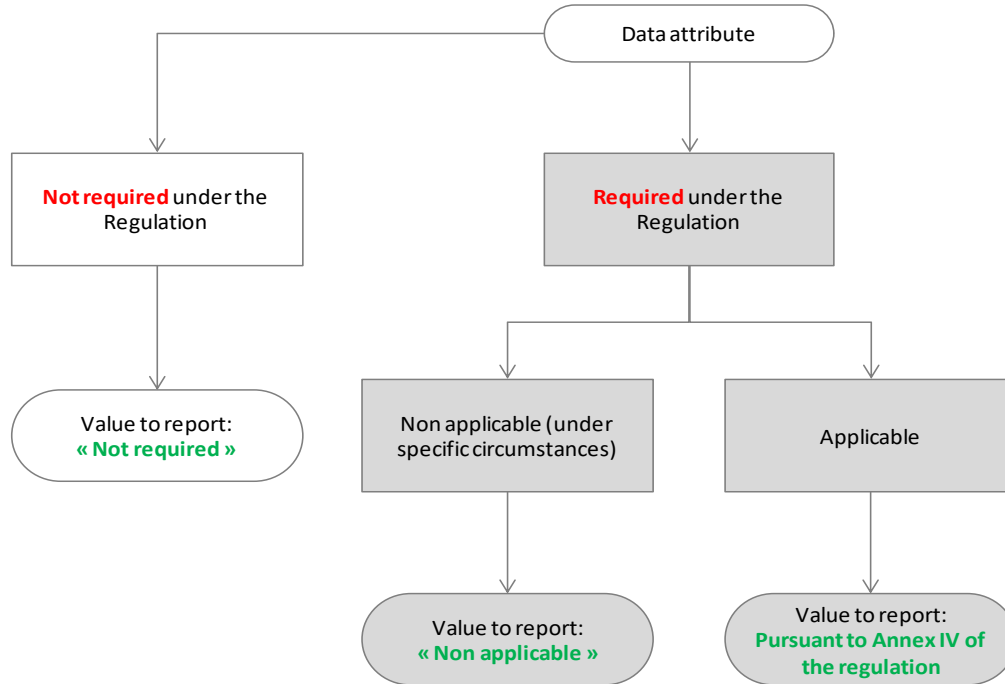 Data attribute
Not required under the
Regulation
Required under the
Regulation
Value to report:
« Not required »
Non applicable (under
specific circumstances)
Applicable
Value to report:
« Non applicable »
Value to report:
Pursuant to Annex IV of
the regulation